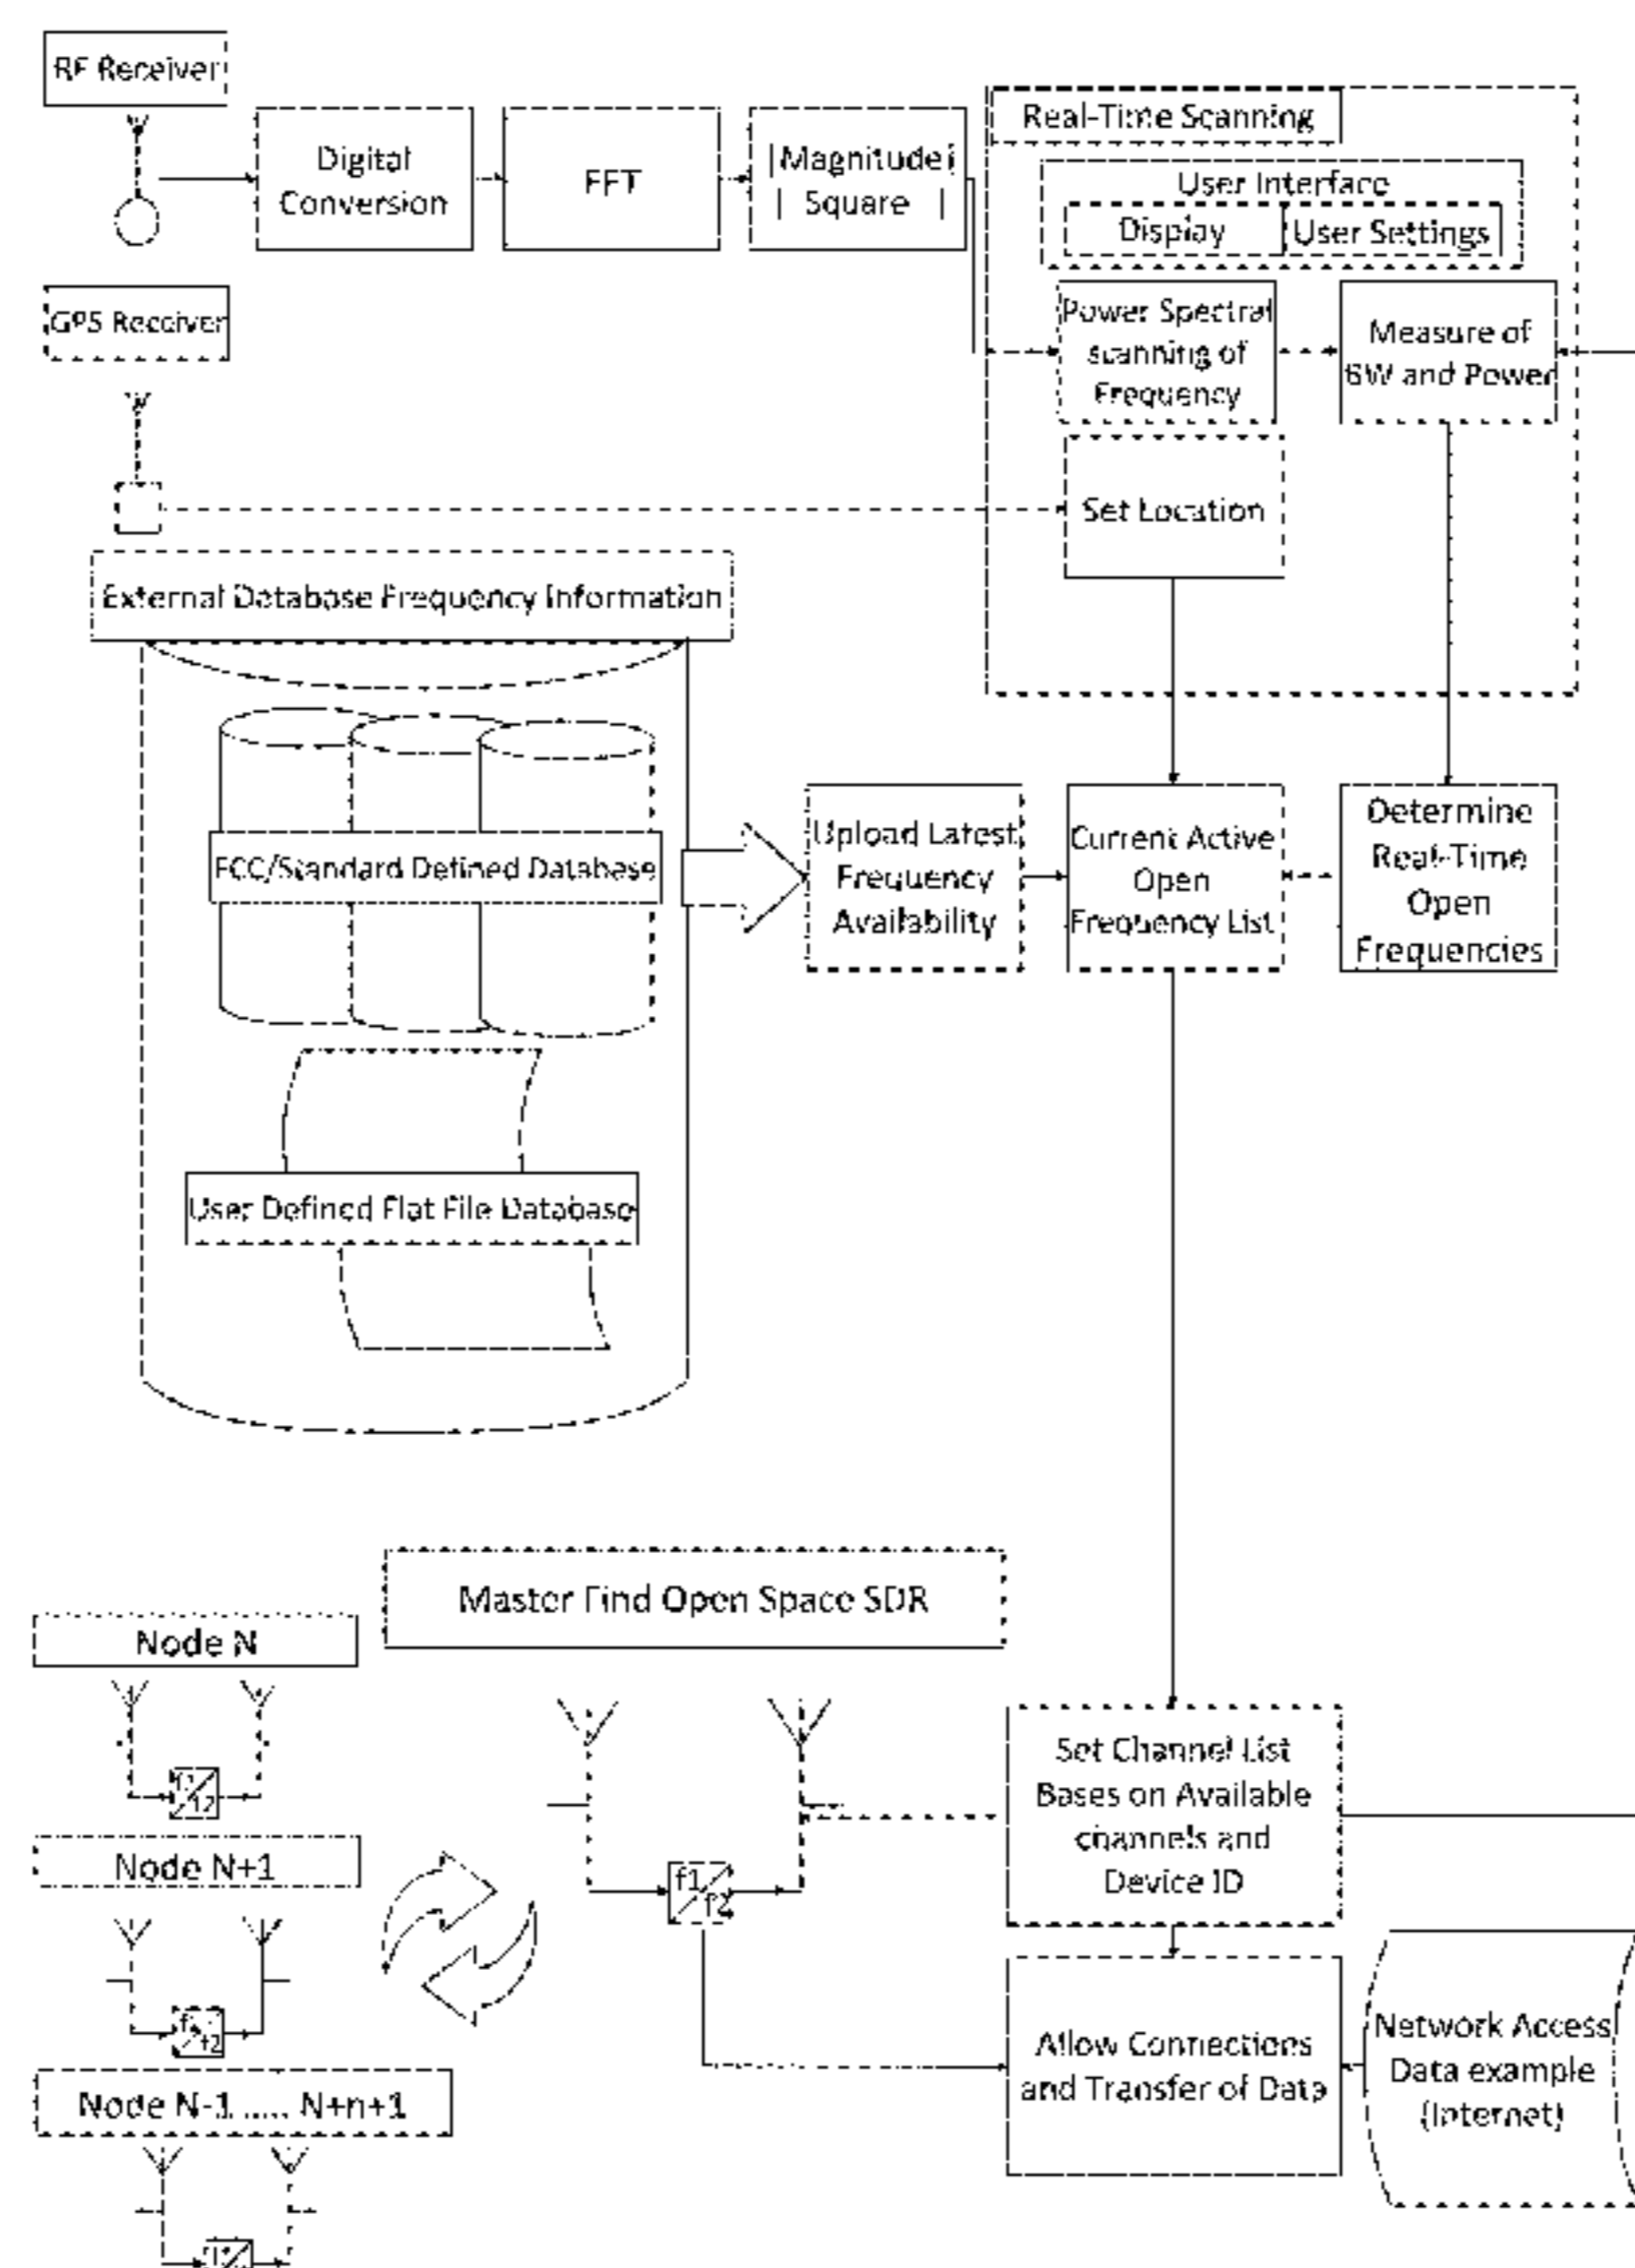 RF Receiver
Digital
Conversion
FFT
|Magnitude|
| Square |
Real-Time Scanning
User Interface
Display
User Settings
GPS Receiver
Power Spectral
scanning of
Frequency
Measure of
BW and Power
Set Location
External Database Frequency Information
FCC/Standard Defined Database
Upload Latest
Frequency
Availability
Current Active
Open
Frequency List
Determine
Real-Time
Open
Frequencies
User Defined Flat File Database
Master Find Open Space SDR
Node N
f1
f2
Node N+1
f1
f2
Set Channel List
Bases on Available
channels and
Device ID
f1
f2
Node N-1 ..... N+n+1
Allow Connections
and Transfer of Data
Network Access
Data example
(Internet)